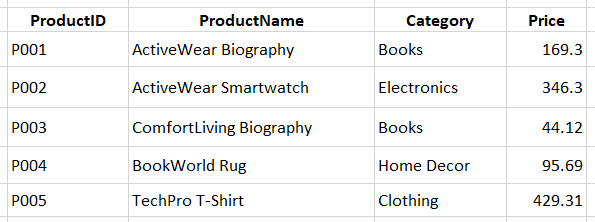 ProductID ProductName Category Price
P001 ActiveWear Biography Books 169.3
P002 ActiveWear Smartwatch Electronics 346.3
P003 ComfortLiving Biography Books 44.12
P004 BookWorld Rug Home Decor 95.69
P005 TechPro T-Shirt Clothing 429.31